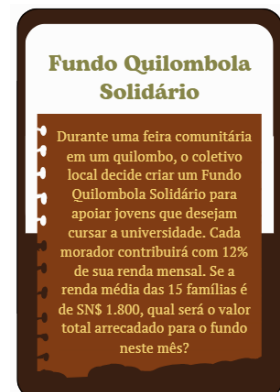 Fundo Quilombola
Solidário
Durante uma feira comunitária
em um quilombo, o coletivo
local decide criar um Fundo
Quilombola Solidário para
apoiar jovens que desejam
cursar a universidade. Cada
morador contribuirá com 12%
de sua renda mensal. Se a
renda média das 15 famílias é
de SN$ 1.800, qual será o valor
total arrecadado para o fundo
neste mês?